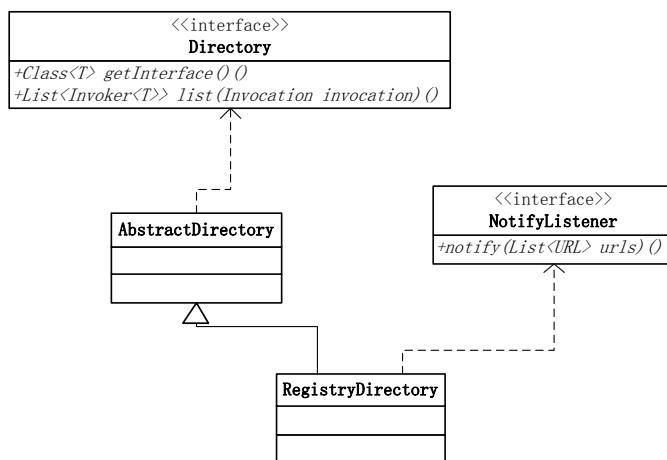 <<interface>>
Directory
+Class<T> getInterface()()
+List<Invoker<T>> list(Invocation invocation)()
AbstractDirectory
<<interface>>
NotifyListener
+notify(List<URL> urls)()
RegistryDirectory